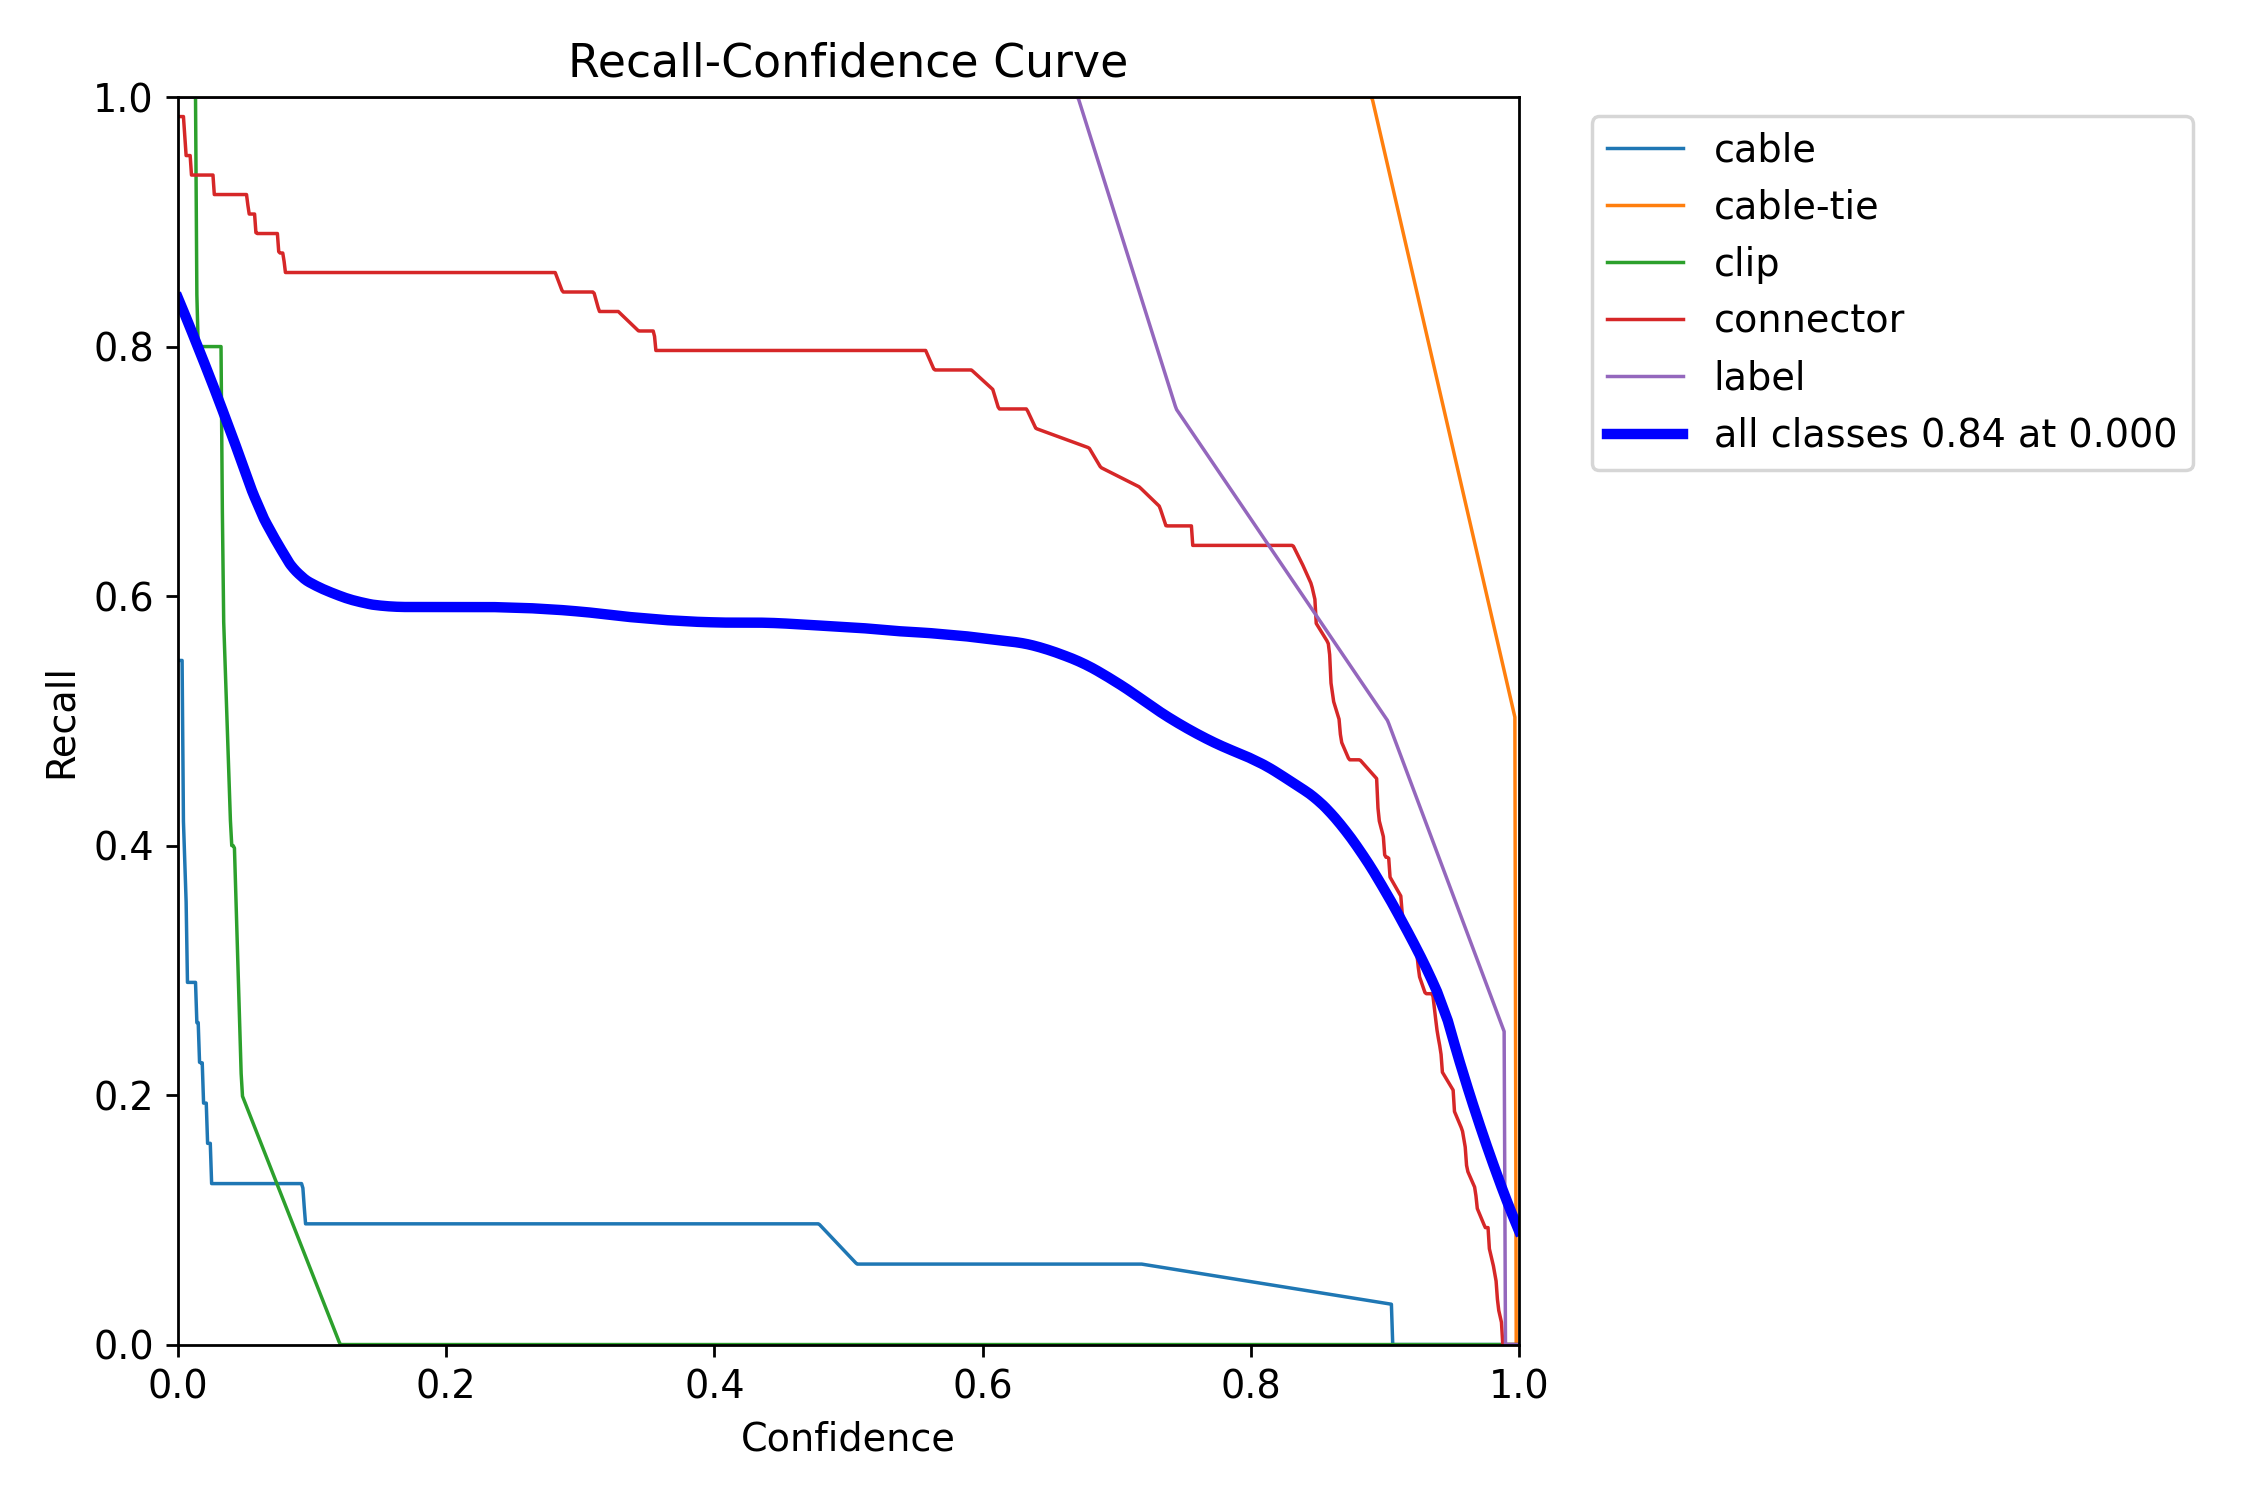 Recall-Confidence Curve
1.0
0.8
0.6
0.4
0.2
0.0
Recall
0.0 0.2 0.4 0.6 0.8 1.0
Confidence
cable
cable-tie
clip
connector
label
all classes 0.84 at 0.000